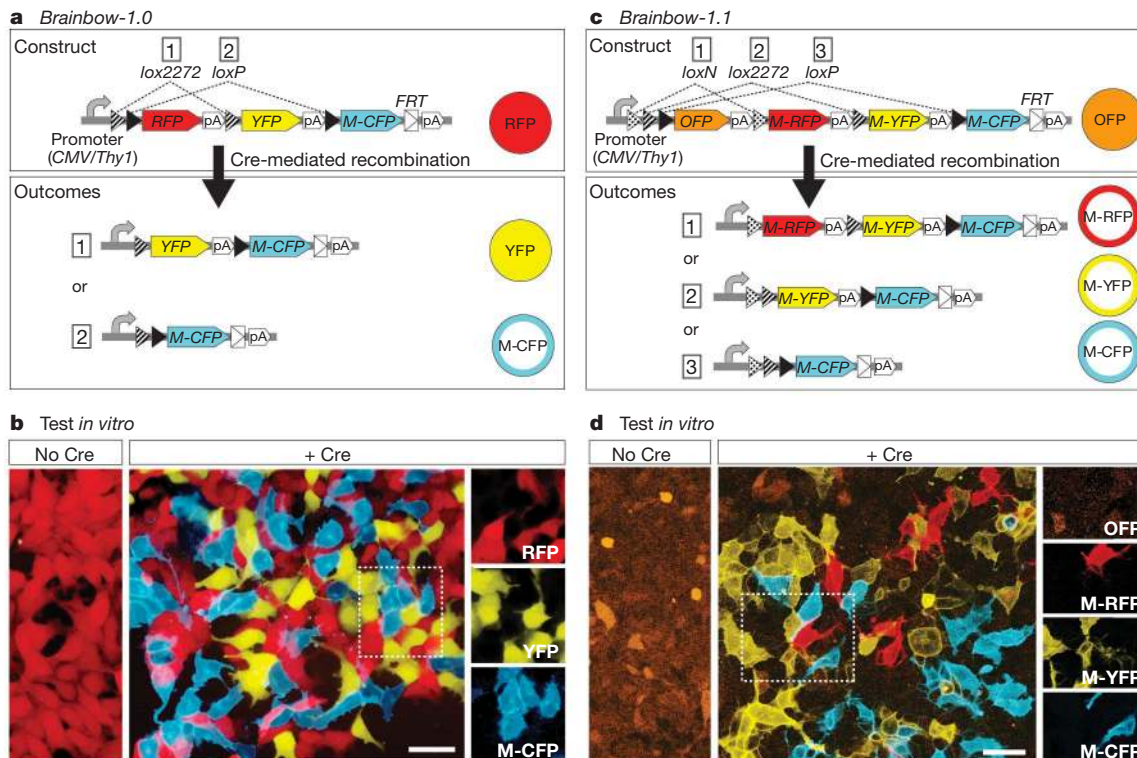 a Brainbow-1.0
Construct
1 2
lox2272 loxP
FRT
RFP pA YFP pA M-CFP pA
RFP
Promoter
(CMV/Thy1)
Cre-mediated recombination
Outcomes
1 YFP pA M-CFP pA
YFP
or
2 M-CFP pA
M-CFP
b Test in vitro
No Cre + Cre
RFP
YFP
M-CFP
c Brainbow-1.1
Construct
1 2 3
loxN lox2272 loxP
FRT
OFP pA M-RFP pA M-YFP pA M-CFP pA
OFP
Promoter
(CMV/Thy1)
Cre-mediated recombination
Outcomes
1 M-RFP pA M-YFP pA M-CFP pA
M-RFP
or
2 M-YFP pA M-CFP pA
M-YFP
or
3 M-CFP pA
M-CFP
d Test in vitro
No Cre + Cre
OFP
M-RFP
M-YFP
M-CFP